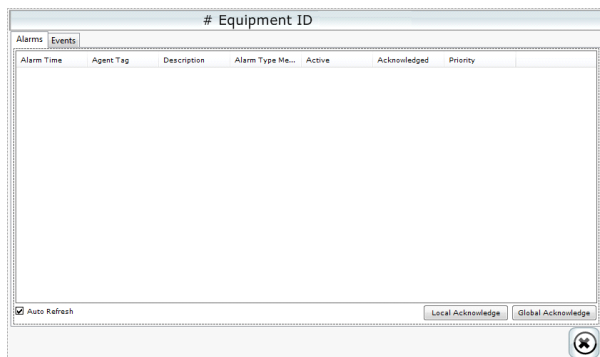 # Equipment ID
Alarms Events
Alarm Time Agent Tag Description Alarm Type Me... Active Acknowledged Priority
Auto Refresh Local Acknowledge Global Acknowledge